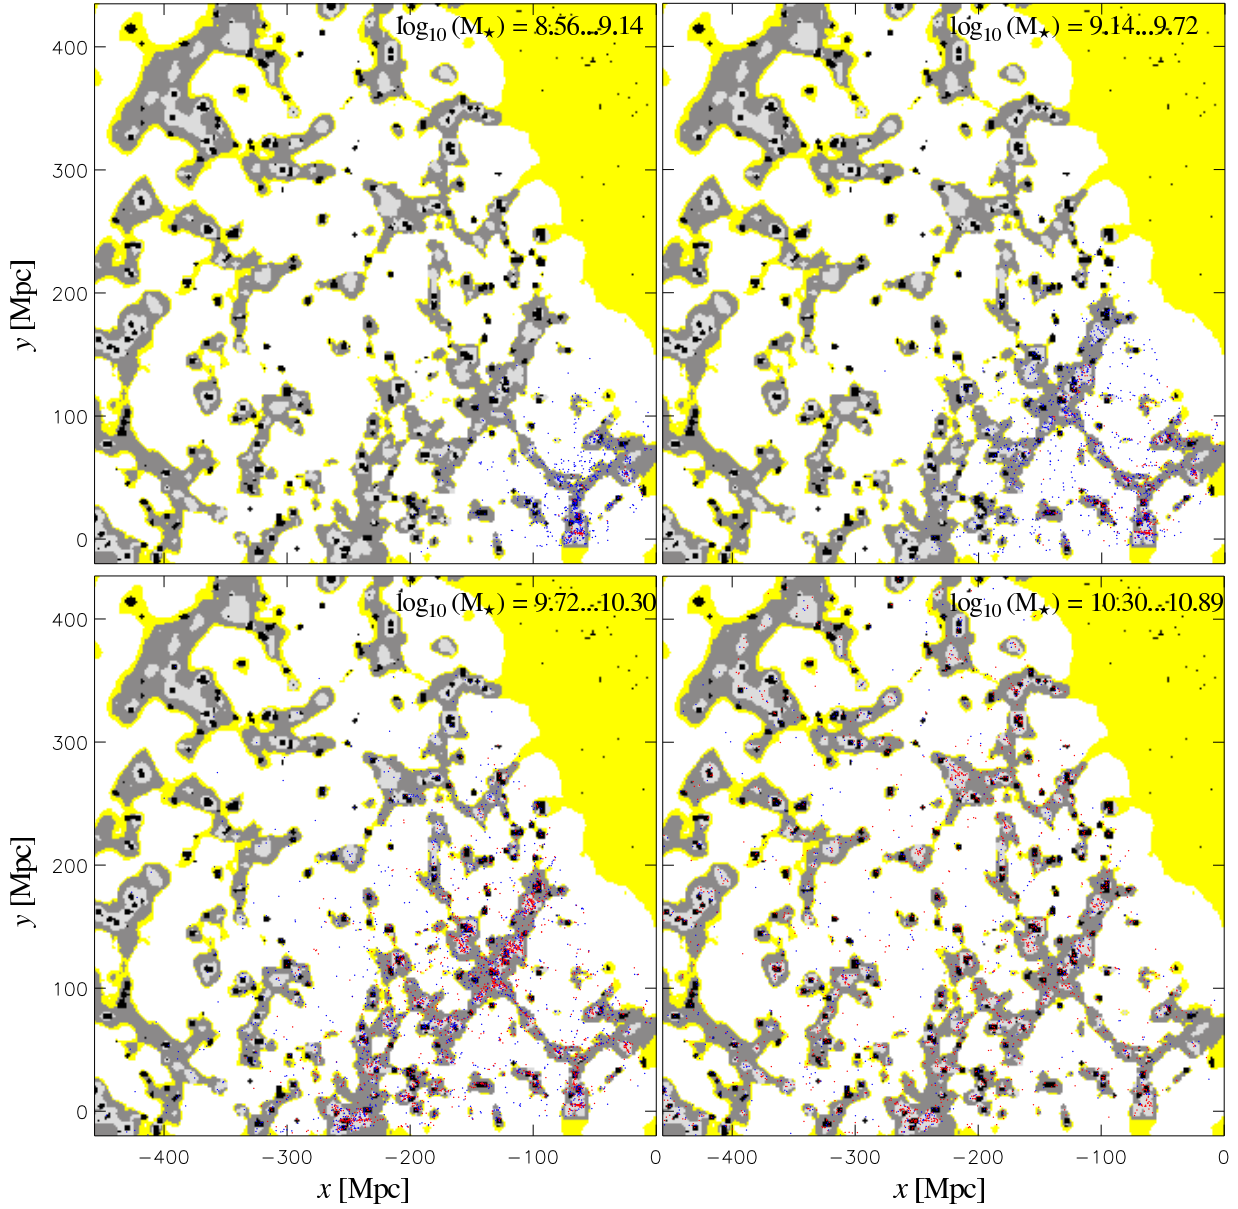 log10 (M⋆) = 8.56...9.14
log10 (M⋆) = 9.14...9.72
400
300
200
100
0
y [Mpc]
log10 (M⋆) = 9.72...10.30
log10 (M⋆) = 10.30...10.89
400
300
200
100
0
y [Mpc]
−400 −300 −200 −100 0
−400 −300 −200 −100 0
x [Mpc]
x [Mpc]